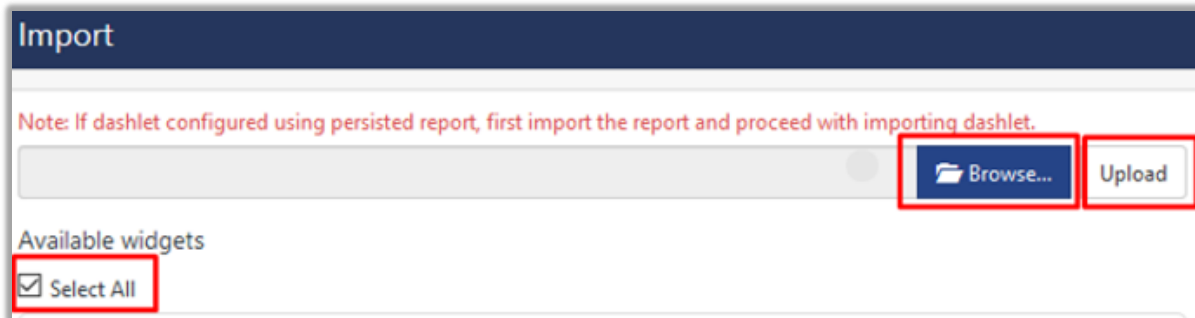 Import
Note: If dashlet configured using persisted report, first import the report and proceed with importing dashlet.
Browse... Upload
Available widgets
Select All